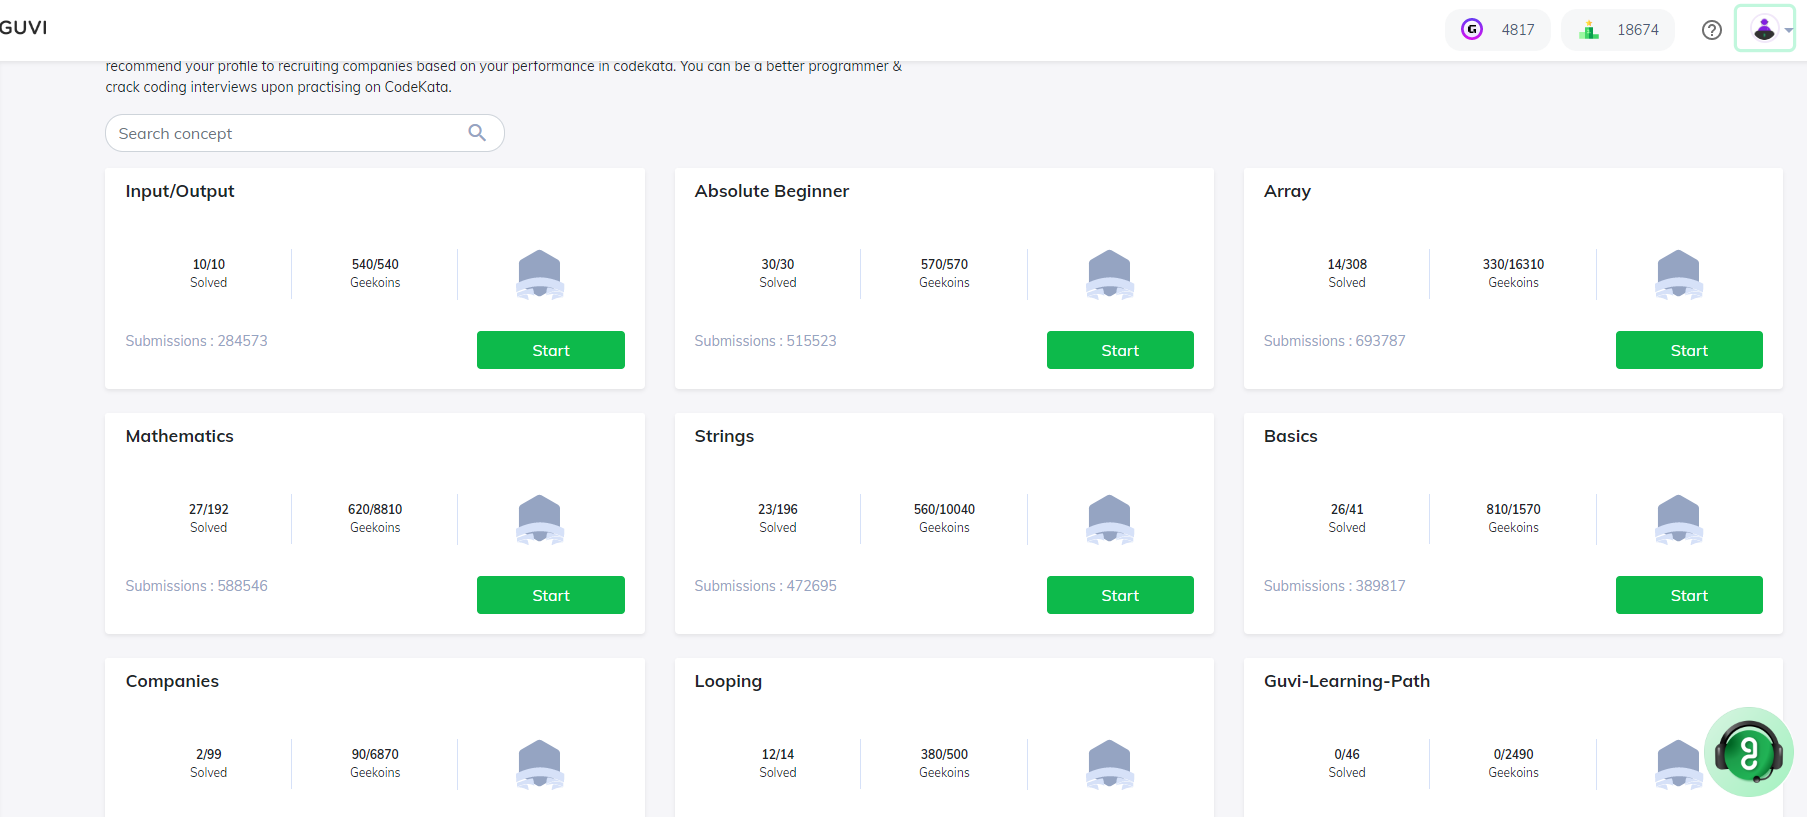 GUVI
4817
18674
recommend your profile to recruiting companies based on your performance in codekata. You can be a better programmer &
crack coding interviews upon practising on CodeKata.
Search concept
Input/Output
10/10
Solved
540/540
Geekoins
Submissions : 284573
Start
Absolute Beginner
30/30
Solved
570/570
Geekoins
Submissions : 515523
Start
Array
14/308
Solved
330/16310
Geekoins
Submissions : 693787
Start
Mathematics
27/192
Solved
620/8810
Geekoins
Submissions : 588546
Start
Strings
23/196
Solved
560/10040
Geekoins
Submissions : 472695
Start
Basics
26/41
Solved
810/1570
Geekoins
Submissions : 389817
Start
Companies
2/99
Solved
90/6870
Geekoins
Looping
12/14
Solved
380/500
Geekoins
Guvi-Learning-Path
0/46
Solved
0/2490
Geekoins